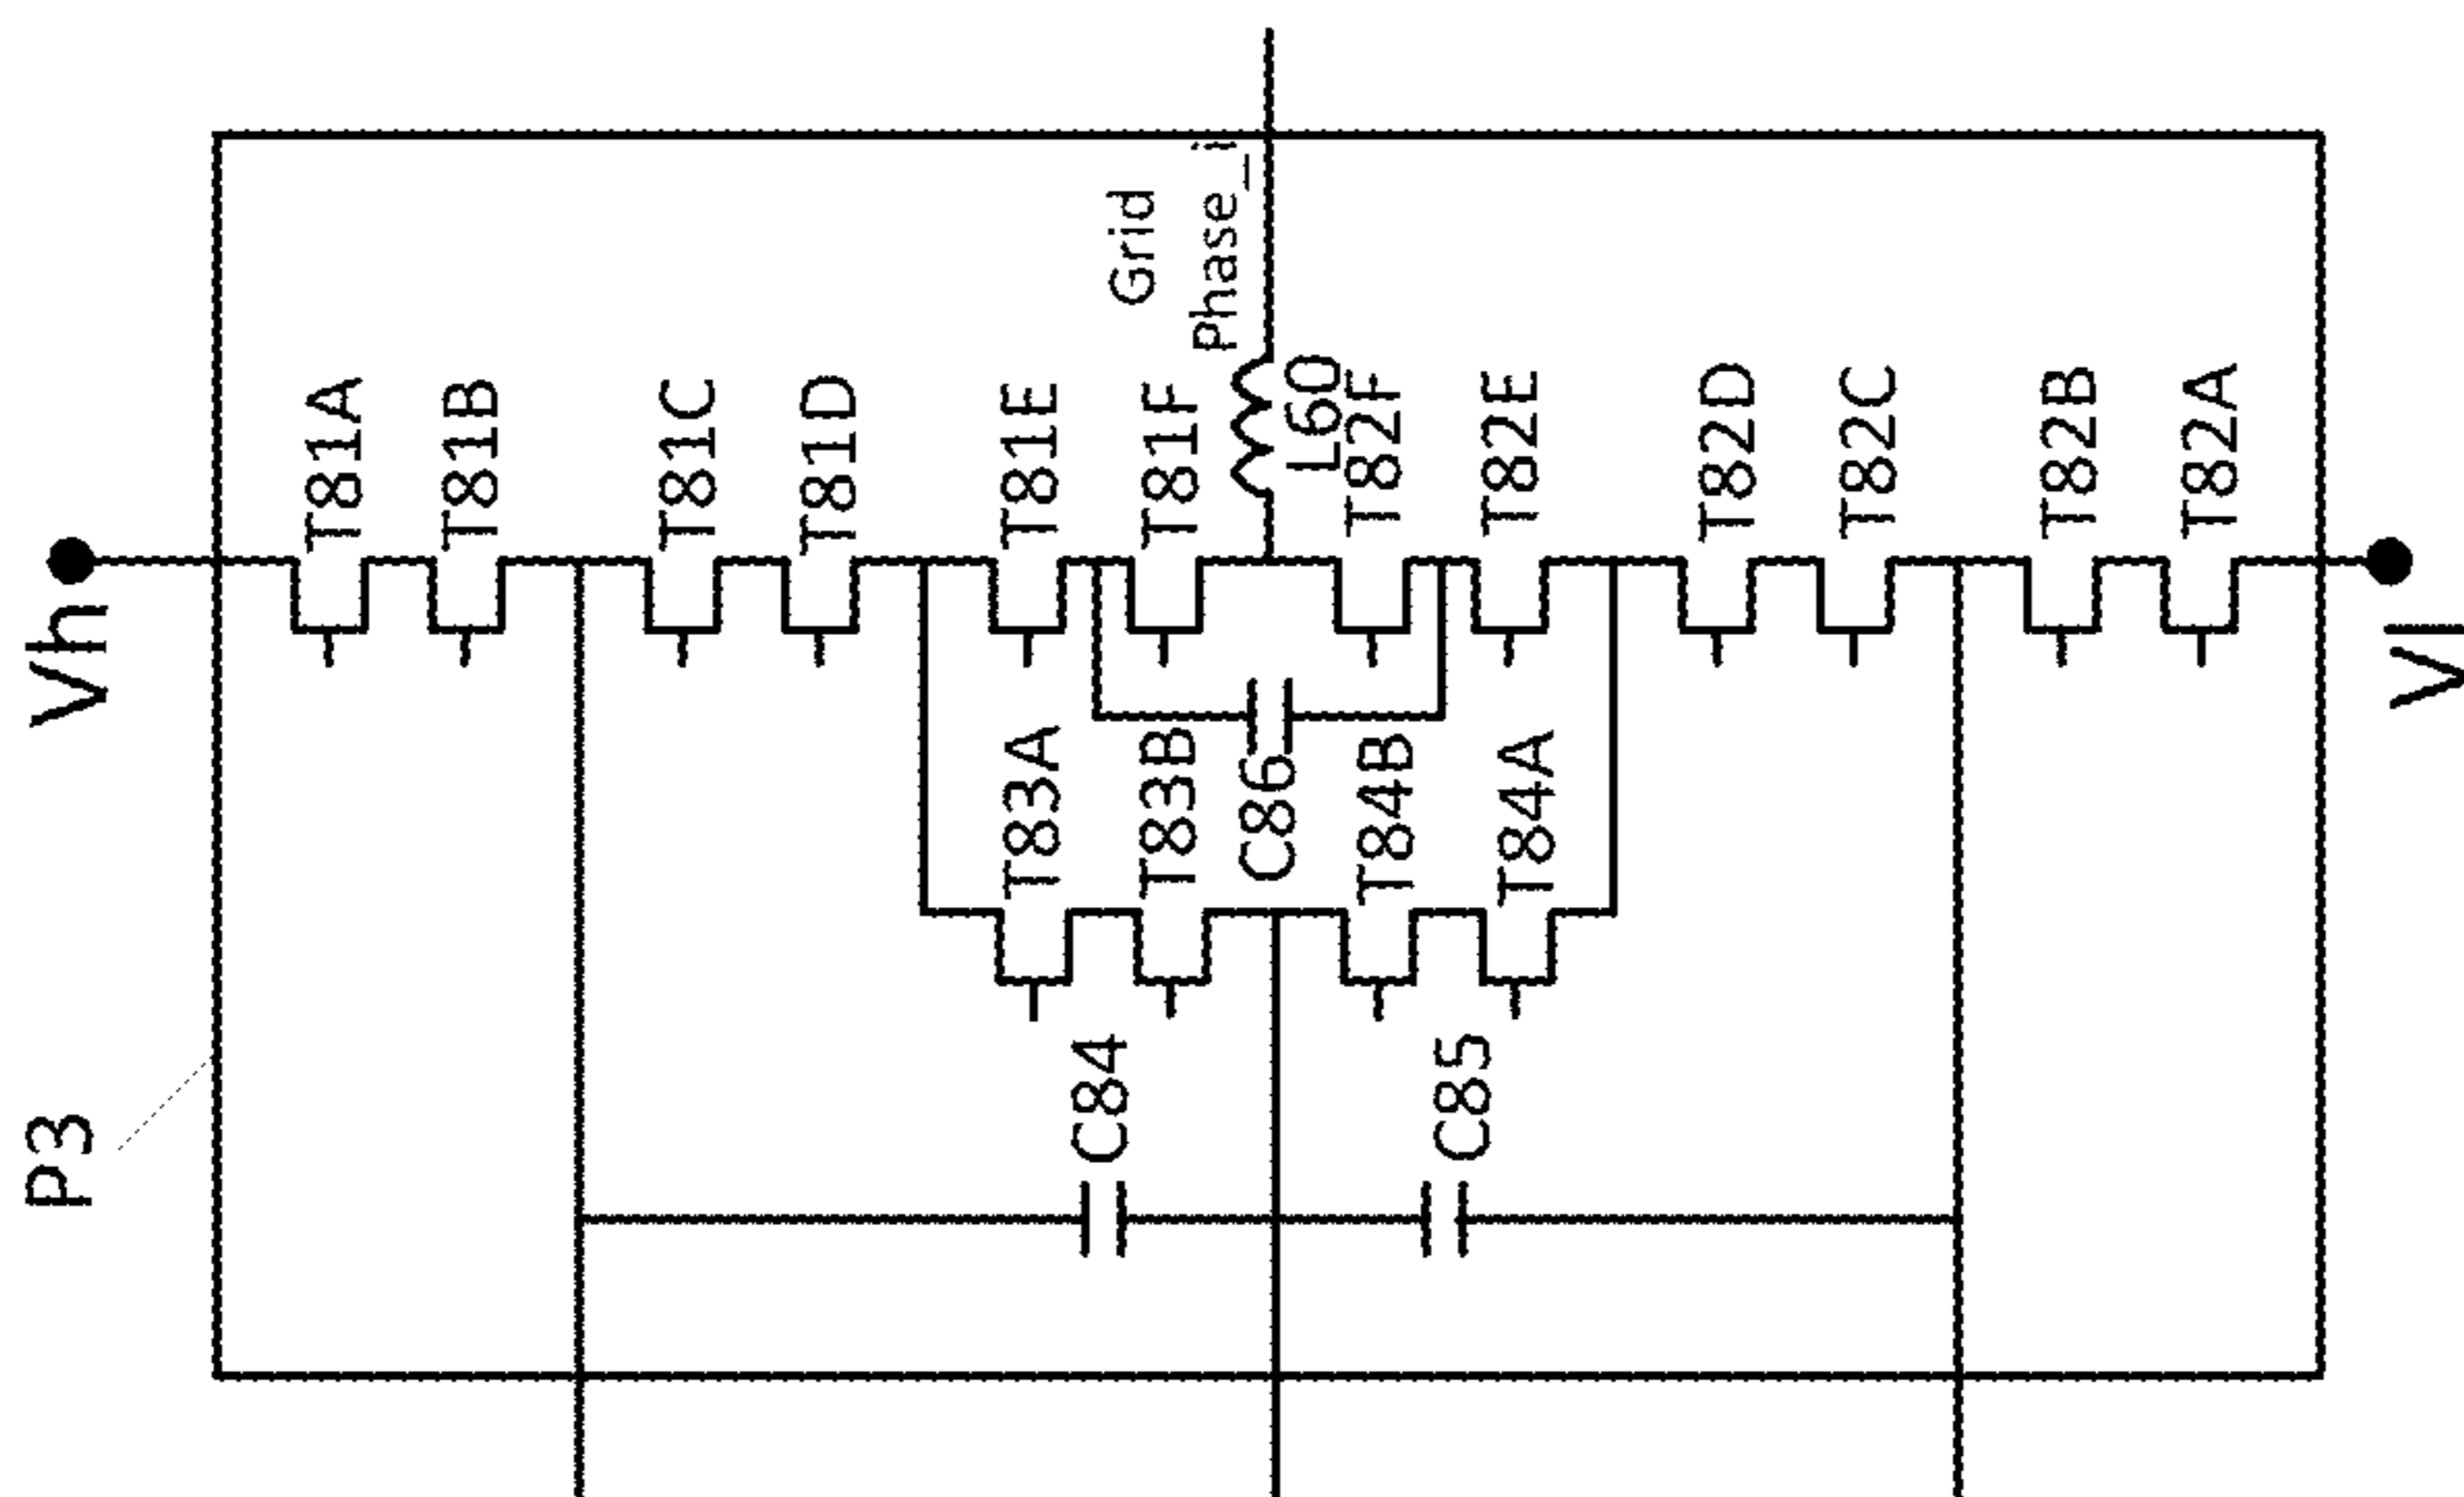 Vh
T81A
T81B
T81C
T81D
T81E
T81F
Grid
Phase_i
L60
T82F
T82E
T82D
T82C
T82B
T82A
Vl
T83A
T83B
C86
T84B
T84A
C84
C85
P3